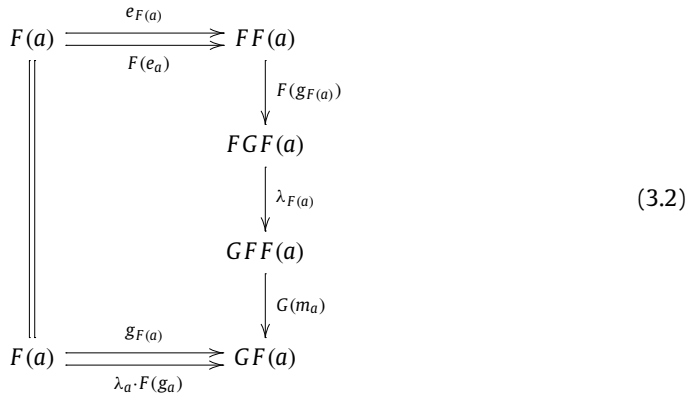 e_{F(a)}
F(a) FF(a)
F(e_a)
F(g_{F(a)})
FGF(a)
λ_{F(a)} (3.2)
GFF(a)
G(m_a)
g_{F(a)}
F(a) GF(a)
λ_a·F(g_a)